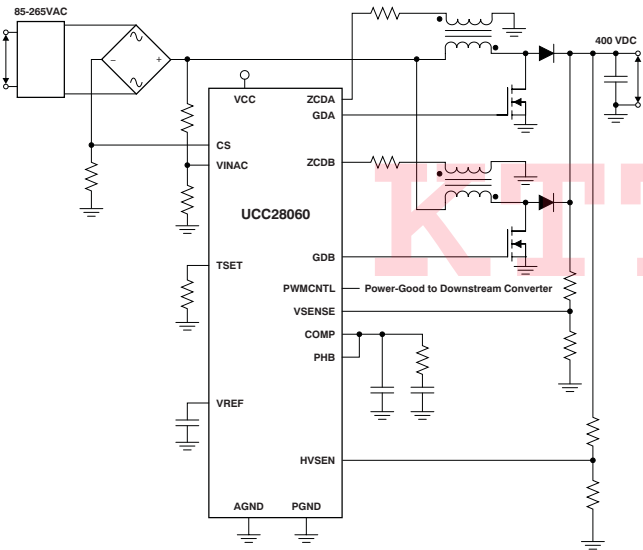 85-265VAC
400 VDC
− +
VCC
ZCDA
GDA
CS
ZCDB
VINAC
UCC28060
TSET
GDB
PWMCNTL
Power-Good to Downstream Converter
VSENSE
COMP
PHB
VREF
HVSEN
AGND PGND